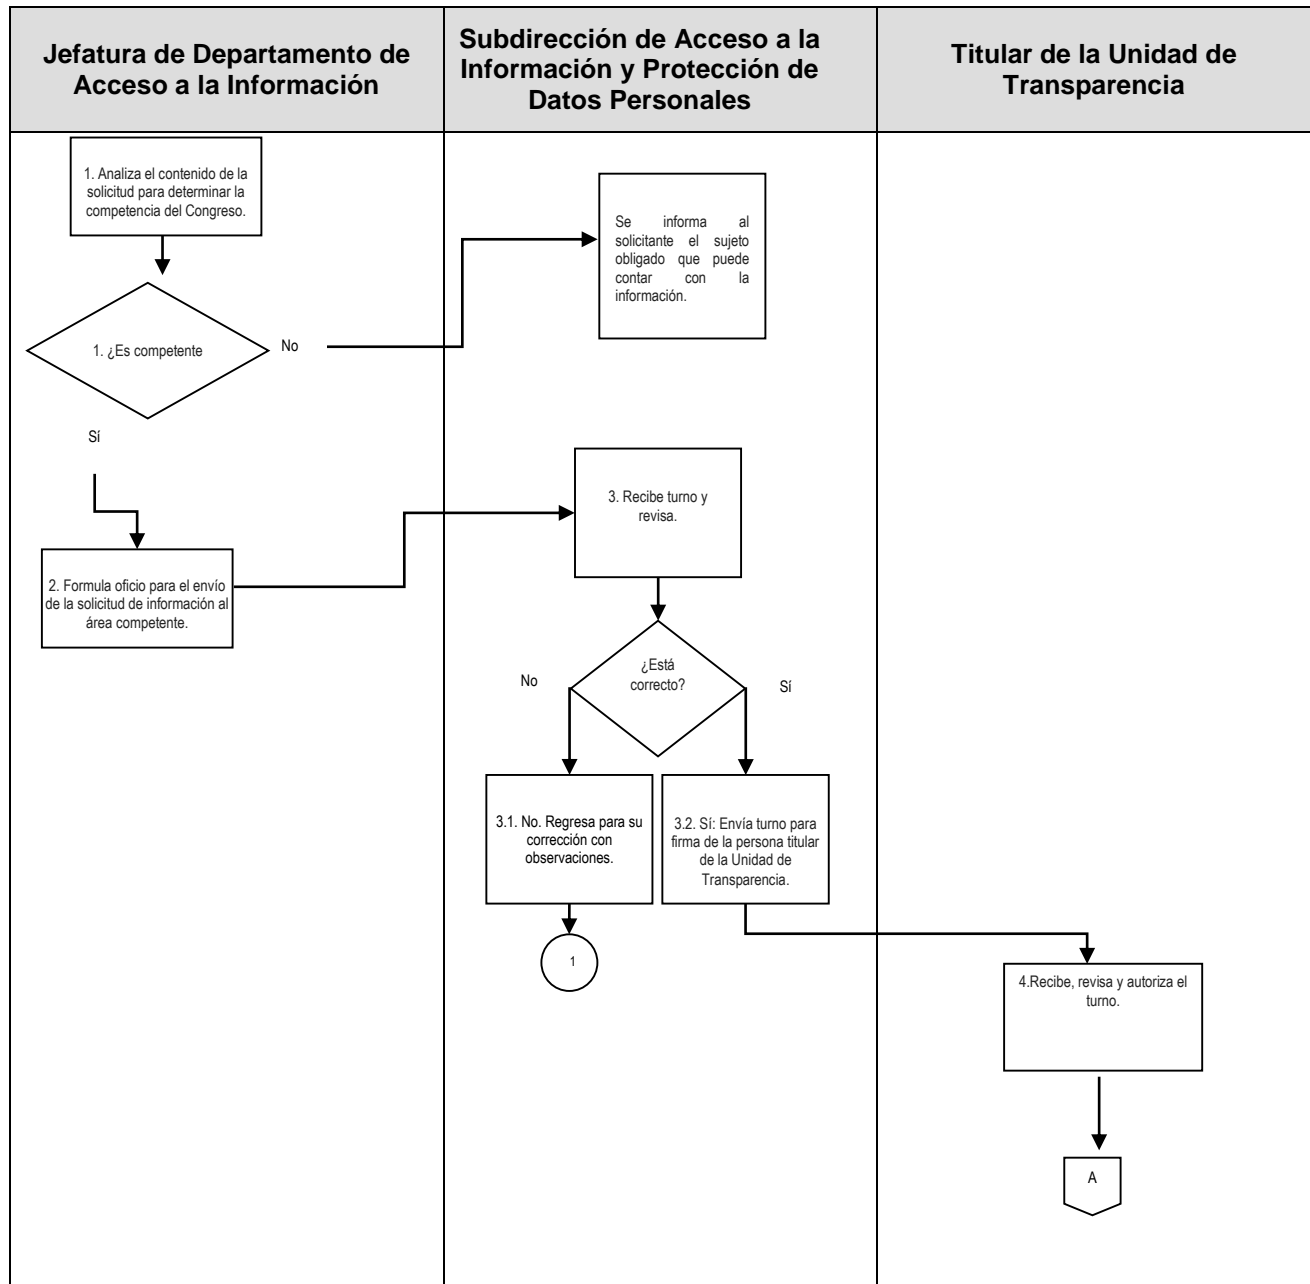 Jefatura de Departamento de
Acceso a la Información
Subdirección de Acceso a la
Información y Protección de
Datos Personales
Titular de la Unidad de
Transparencia
1. Analiza el contenido de la
solicitud para determinar la
competencia del Congreso.
Se informa al
solicitante el sujeto
obligado que puede
contar con la
información.
1. ¿Es competente
No
Sí
3. Recibe turno y
revisa.
2. Formula oficio para el envío
de la solicitud de información al
área competente.
¿Está
correcto?
No
Sí
3.1. No. Regresa para su
corrección con
observaciones.
3.2. Sí: Envía turno para
firma de la persona titular
de la Unidad de
Transparencia.
1
4.Recibe, revisa y autoriza el
turno.
A